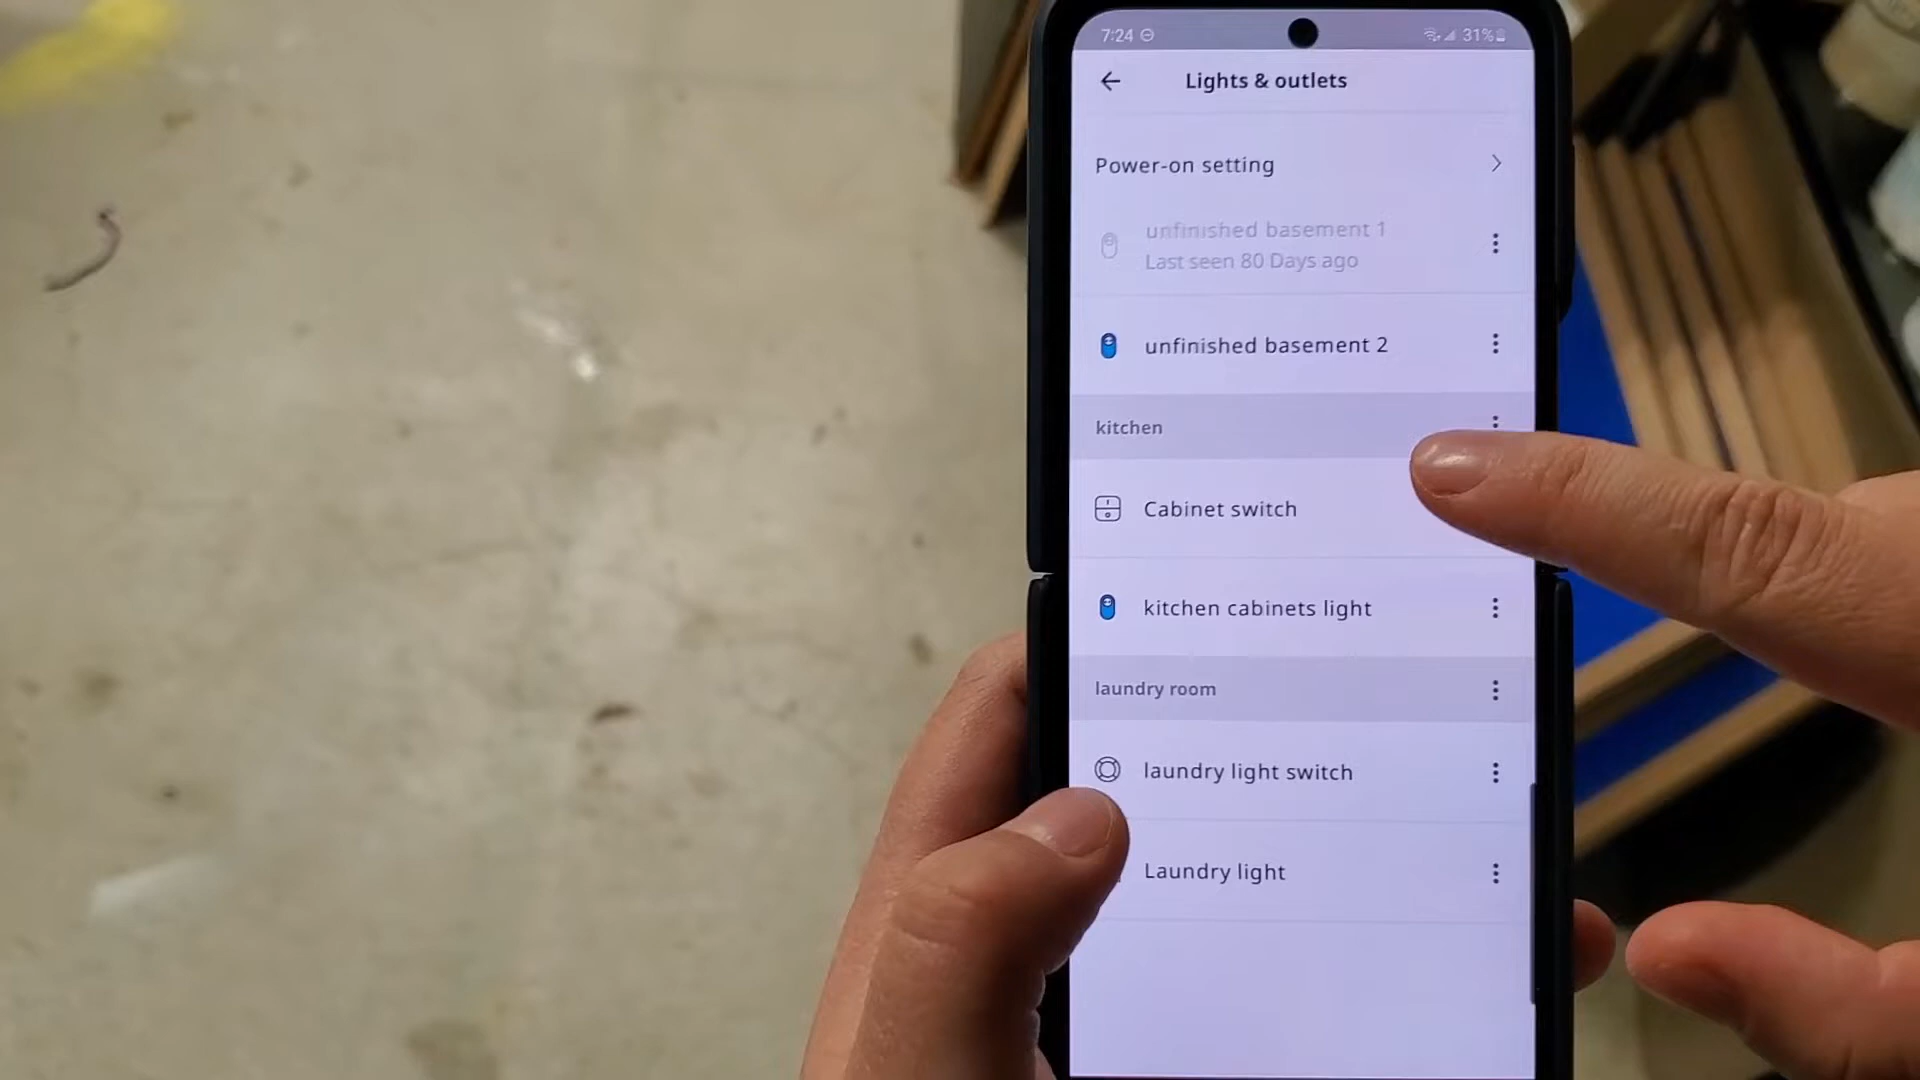 7:24 31%
Lights & outlets
Power-on setting
unfinished basement 1
Last seen 80 Days ago
unfinished basement 2
kitchen
Cabinet switch
kitchen cabinets light
laundry room
laundry light switch
Laundry light